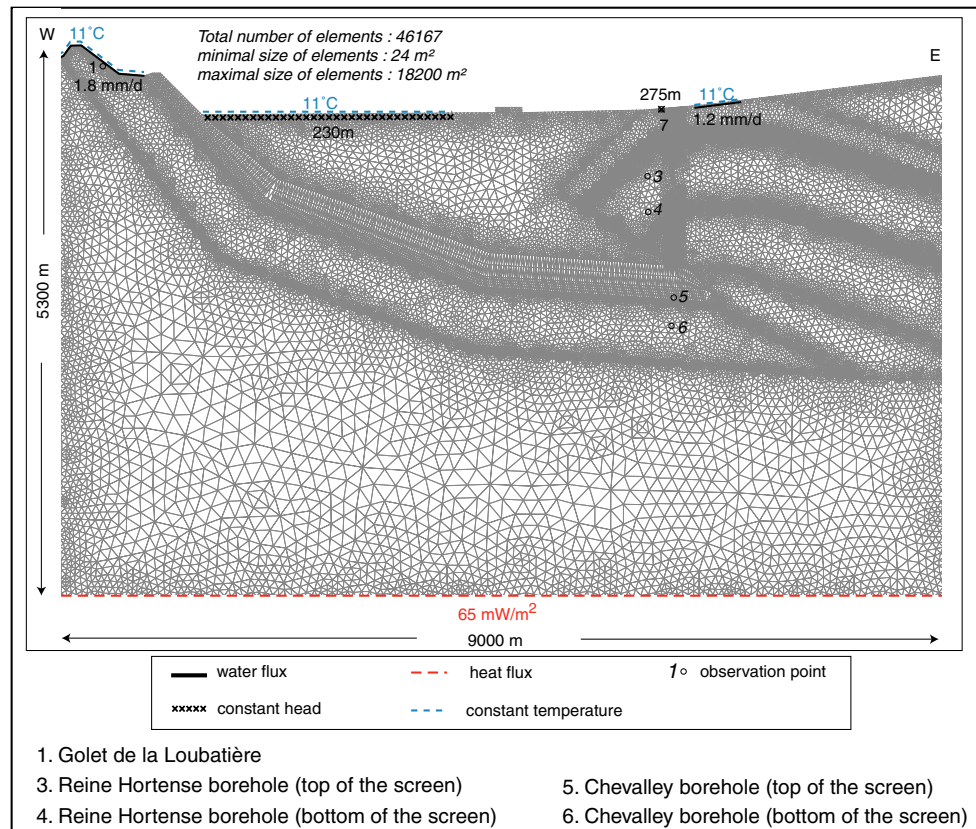 W
11°C
Total number of elements : 46167
minimal size of elements : 24 m²
maximal size of elements : 18200 m²
E
1
1.8 mm/d
11°C
230m
275m
7
11°C
1.2 mm/d
3
4
5
6
5300 m
65 mW/m²
9000 m
water flux
heat flux
1 observation point
constant head
constant temperature
1. Golet de la Loubatière
3. Reine Hortense borehole (top of the screen)
5. Chevalley borehole (top of the screen)
4. Reine Hortense borehole (bottom of the screen)
6. Chevalley borehole (bottom of the screen)